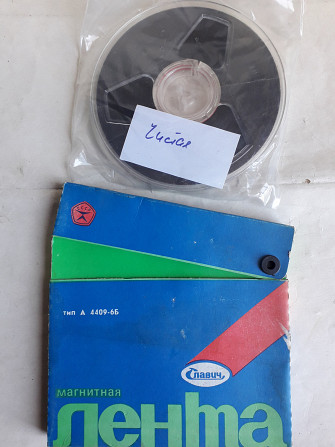 Чистая
тип А 4409-6Б
Славич
магнитная
лента